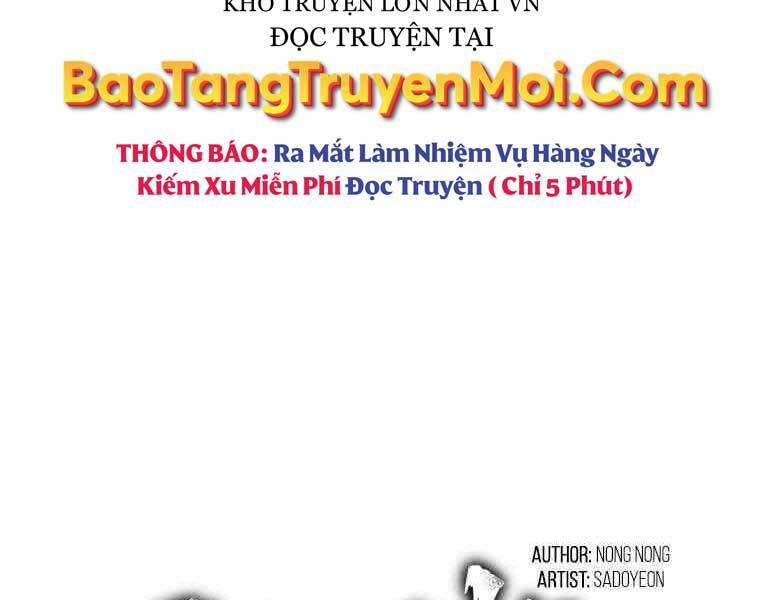 KHO TRUYỆN LỚN NHẤT VN
ĐỌC TRUYỆN TẠI
BaoTangTruyenMoi.Com
THÔNG BÁO: Ra Mắt Làm Nhiệm Vụ Hàng Ngày
Kiếm Xu Miễn Phí Đọc Truyện ( Chỉ 5 Phút)
AUTHOR: NONG NONG
ARTIST: SADOYEON